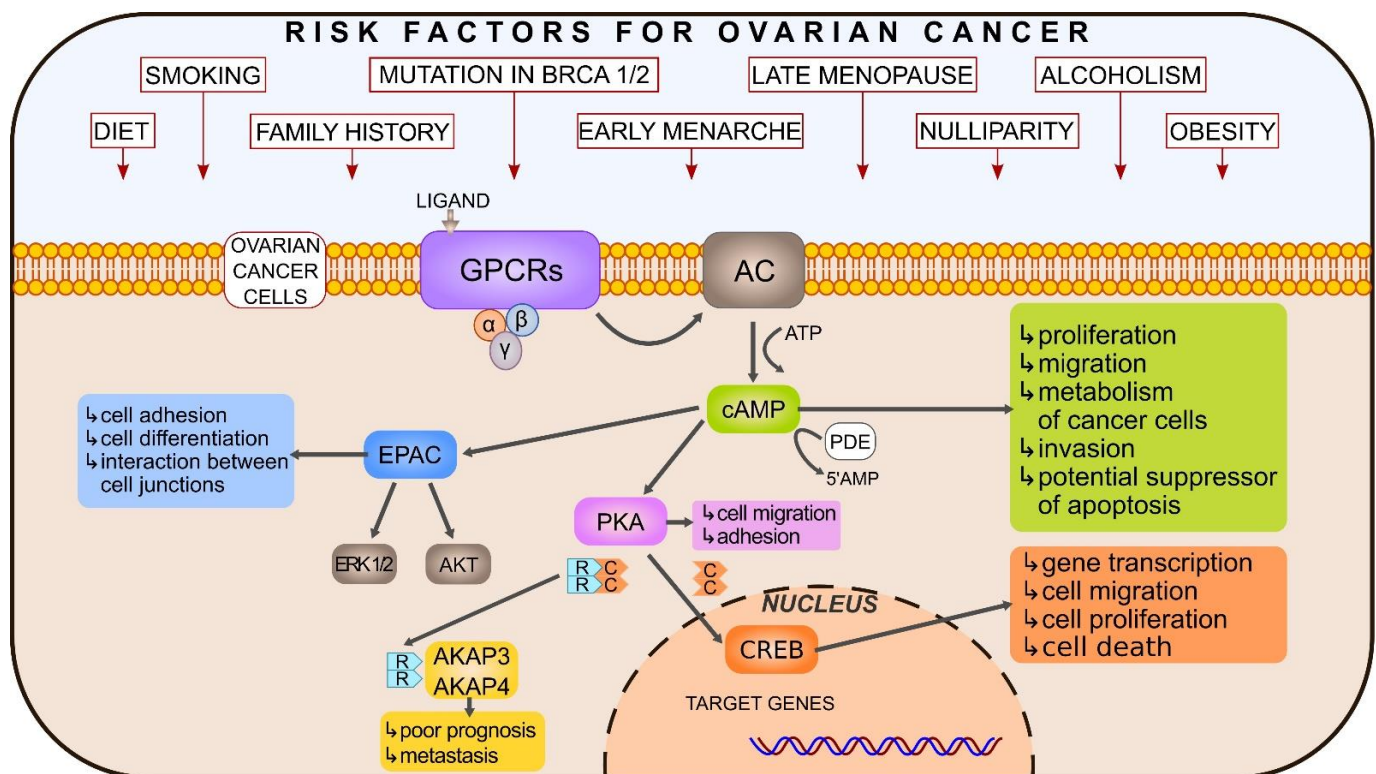 RISK FACTORS FOR OVARIAN CANCER
SMOKING
MUTATION IN BRCA 1/2
LATE MENOPAUSE
ALCOHOLISM
DIET
FAMILY HISTORY
EARLY MENARCHE
NULLIPARITY
OBESITY
LIGAND
OVARIAN
CANCER
CELLS
GPCRs
AC
α
β
γ
ATP
cAMP
PDE
5'AMP
↳proliferation
↳migration
↳metabolism
of cancer cells
↳invasion
↳potential suppressor
of apoptosis
↳cell adhesion
↳cell differentiation
↳interaction between
cell junctions
EPAC
ERK1/2
AKT
PKA
↳cell migration
↳adhesion
R C
R C
C
C
NUCLEUS
CREB
↳gene transcription
↳cell migration
↳cell proliferation
↳cell death
R
R
AKAP3
AKAP4
↳poor prognosis
↳metastasis
TARGET GENES